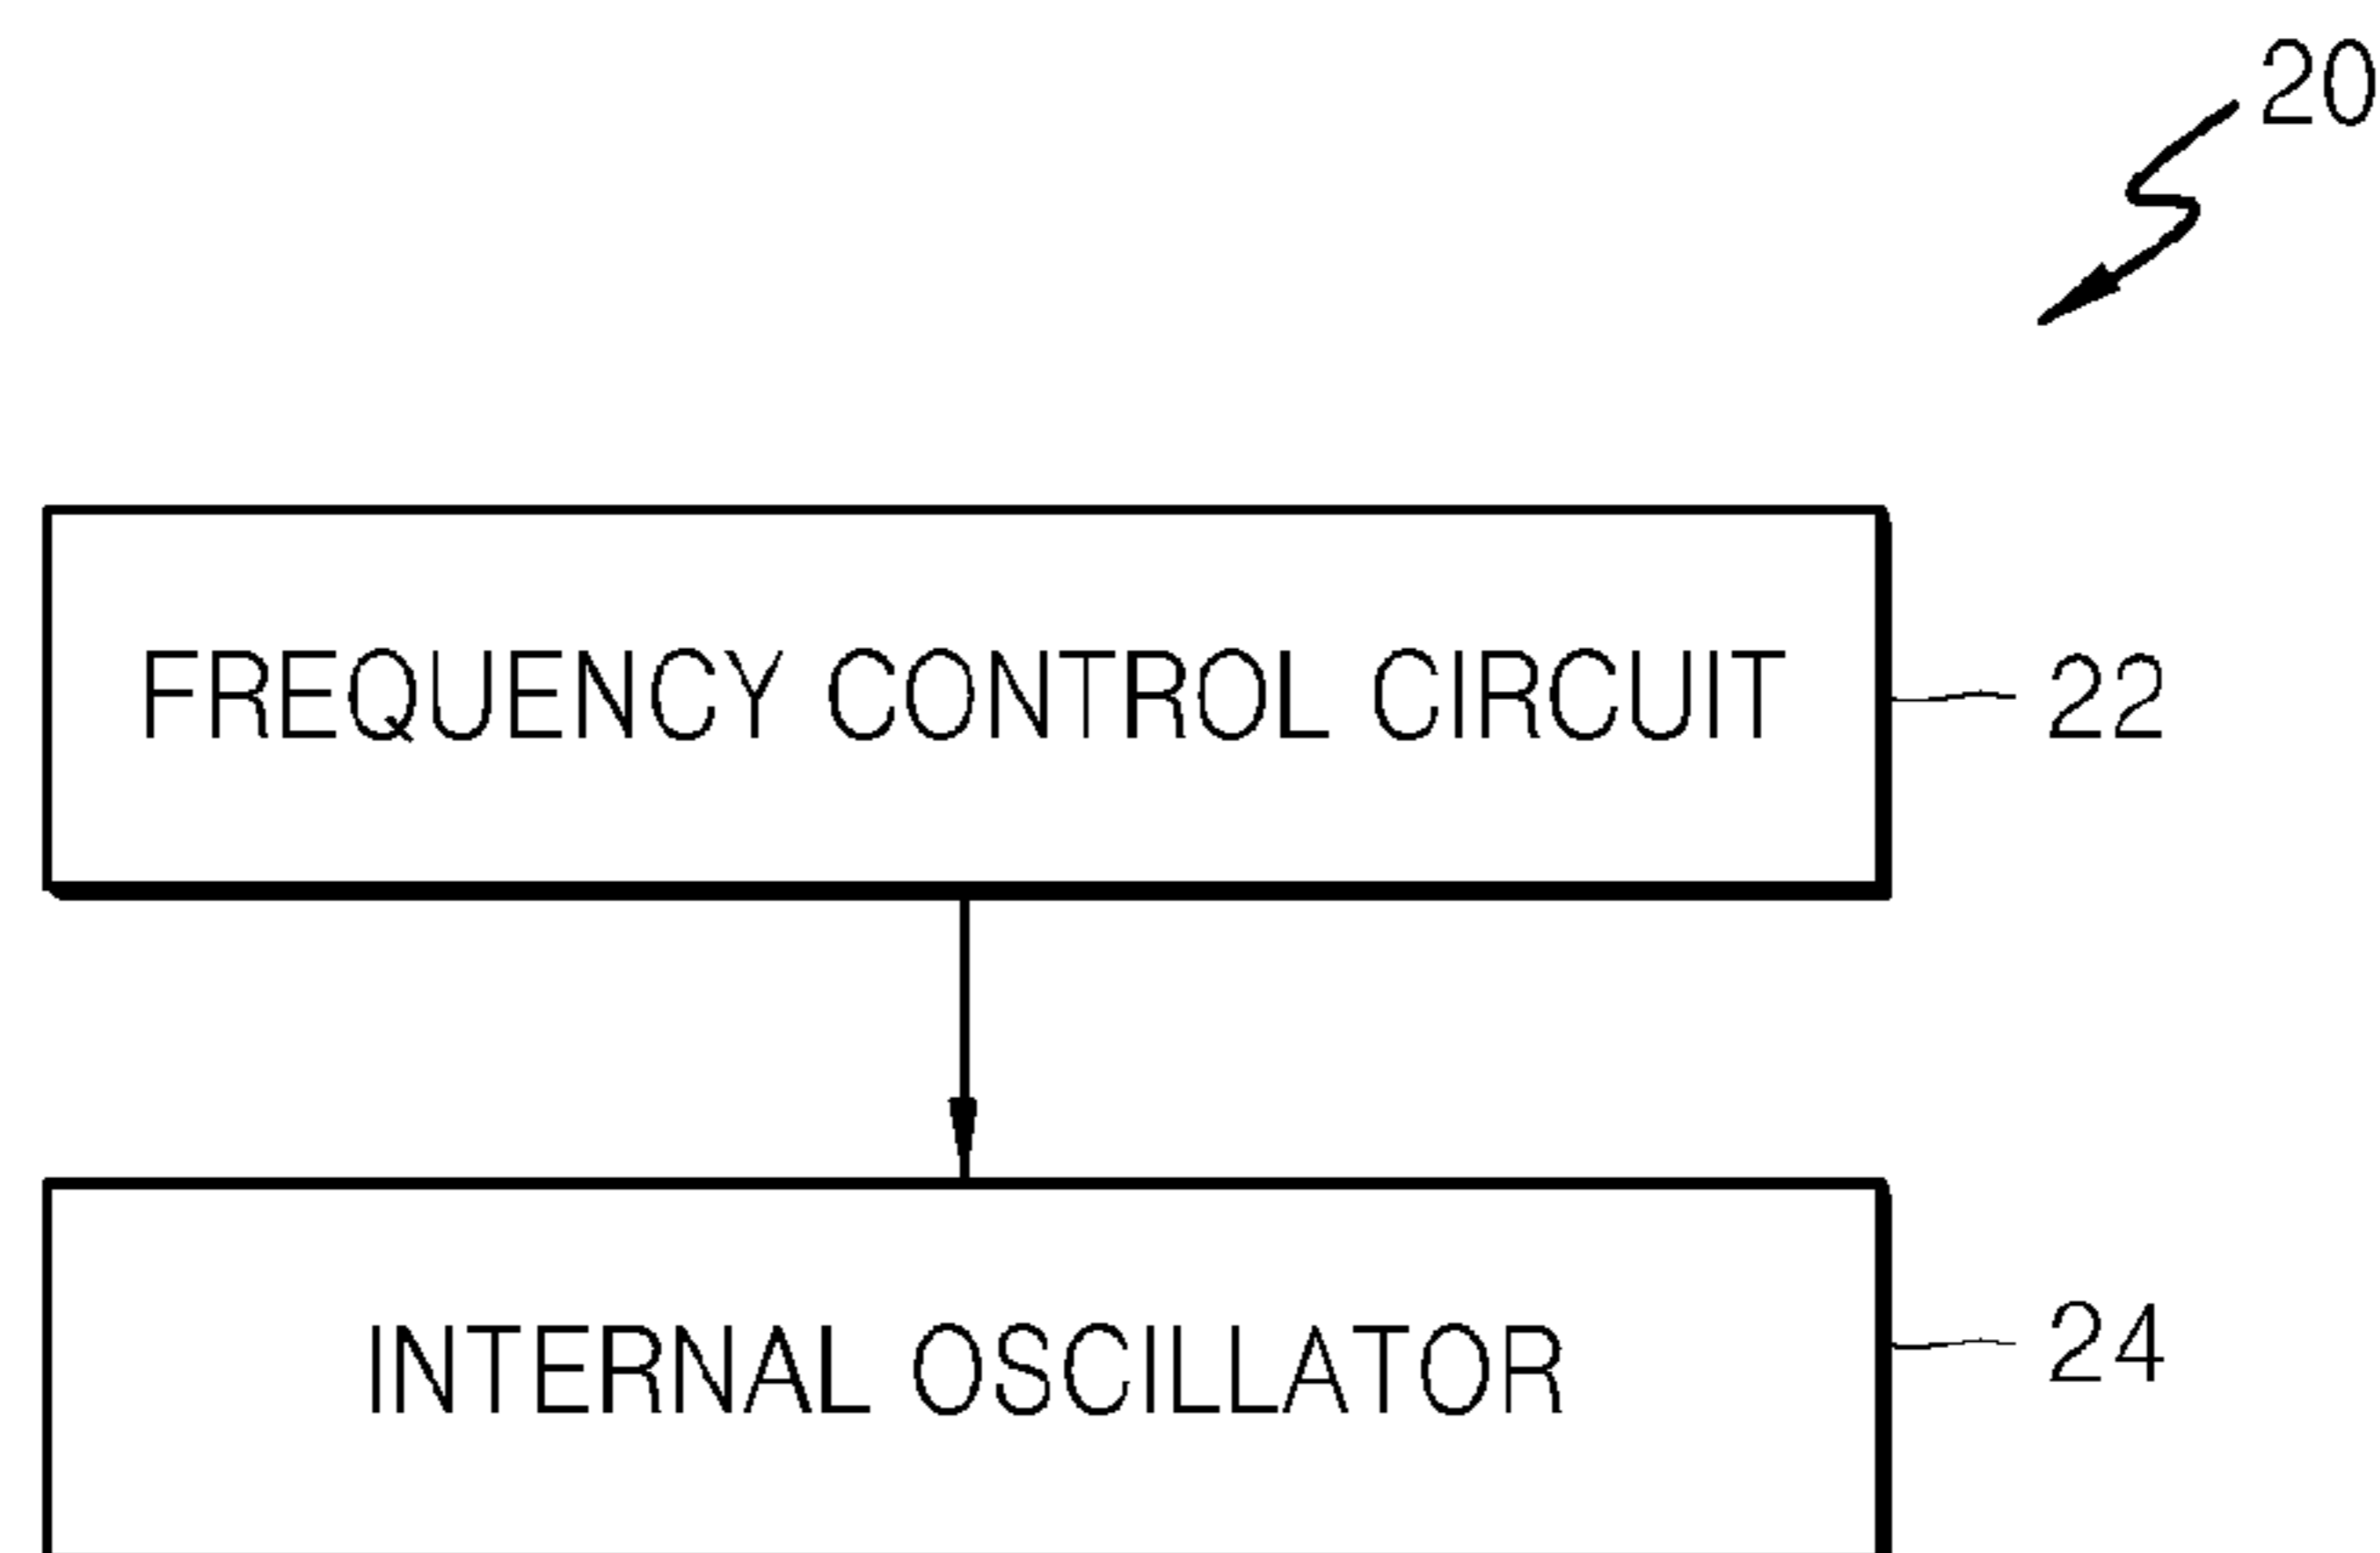 20
FREQUENCY CONTROL CIRCUIT
22
INTERNAL OSCILLATOR
24